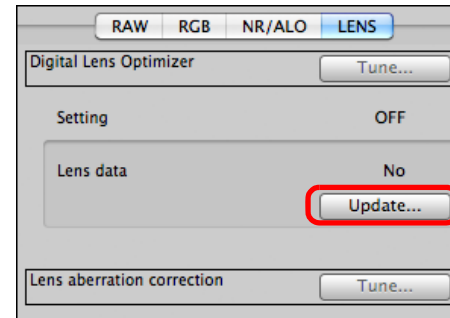 RAW RGB NR/ALO LENS
Digital Lens Optimizer Tune...
Setting OFF
Lens data No
Update...
Lens aberration correction Tune...